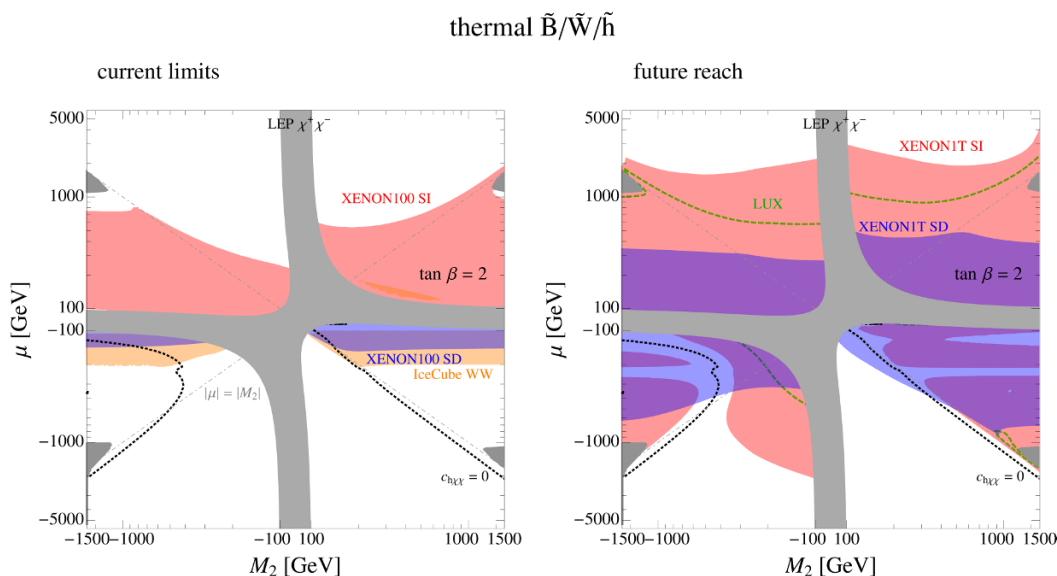 thermal B̃/W̃/h̃
current limits
future reach
5000
1000
100
−100
−1000
−5000
μ [GeV]
LEP χ⁺χ⁻
XENON100 SI
tan β = 2
XENON100 SD
IceCube WW
|μ| = |M₂|
c_hχχ = 0
−1500 −1000 −100 100 1000 1500
M₂ [GeV]
5000
1000
100
−100
−1000
−5000
μ [GeV]
LEP χ⁺χ⁻
XENON1T SI
LUX
XENON1T SD
tan β = 2
c_hχχ = 0
−1500 −1000 −100 100 1000 1500
M₂ [GeV]